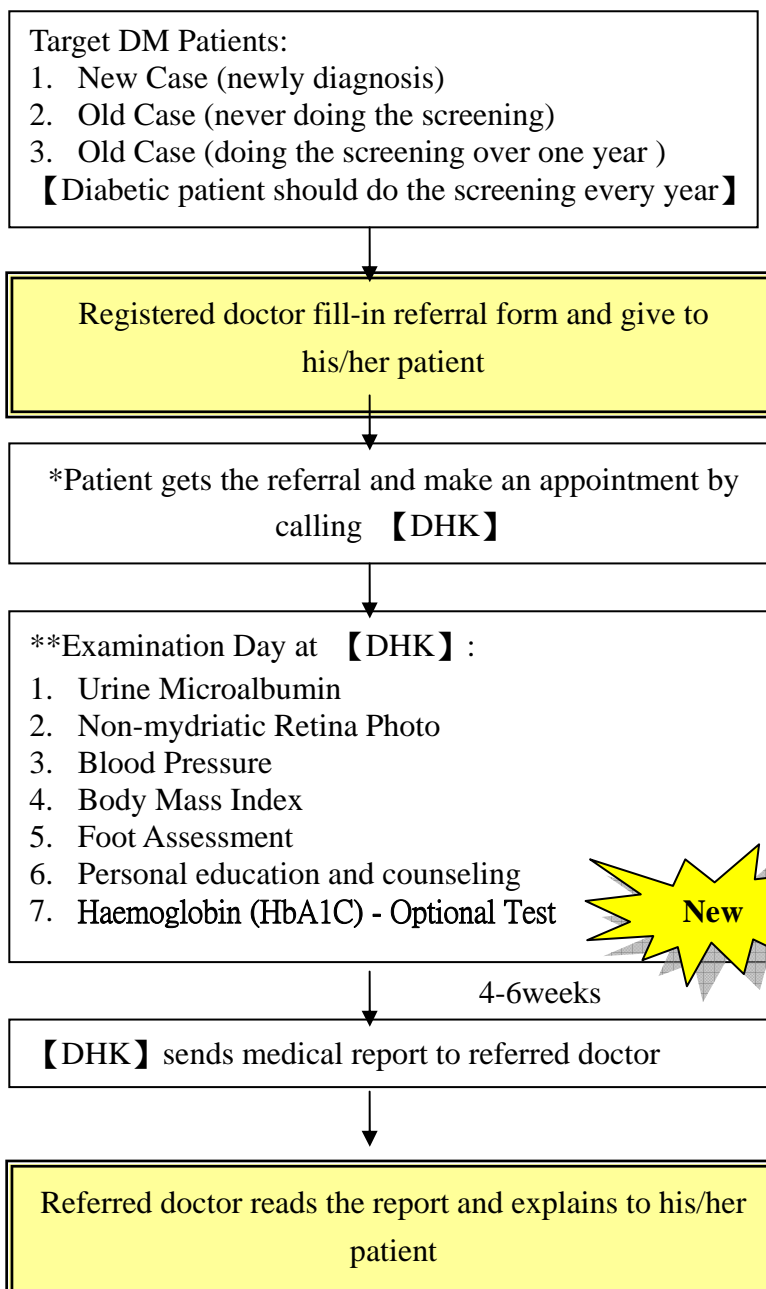 Target DM Patients:
1. New Case (newly diagnosis)
2. Old Case (never doing the screening)
3. Old Case (doing the screening over one year )
【Diabetic patient should do the screening every year】
Registered doctor fill-in referral form and give to
his/her patient
*Patient gets the referral and make an appointment by
calling 【DHK】
**Examination Day at 【DHK】:
1. Urine Microalbumin
2. Non-mydriatic Retina Photo
3. Blood Pressure
4. Body Mass Index
5. Foot Assessment
6. Personal education and counseling
7. Haemoglobin (HbA1C) - Optional Test
New
4-6weeks
【DHK】sends medical report to referred doctor
Referred doctor reads the report and explains to his/her
patient